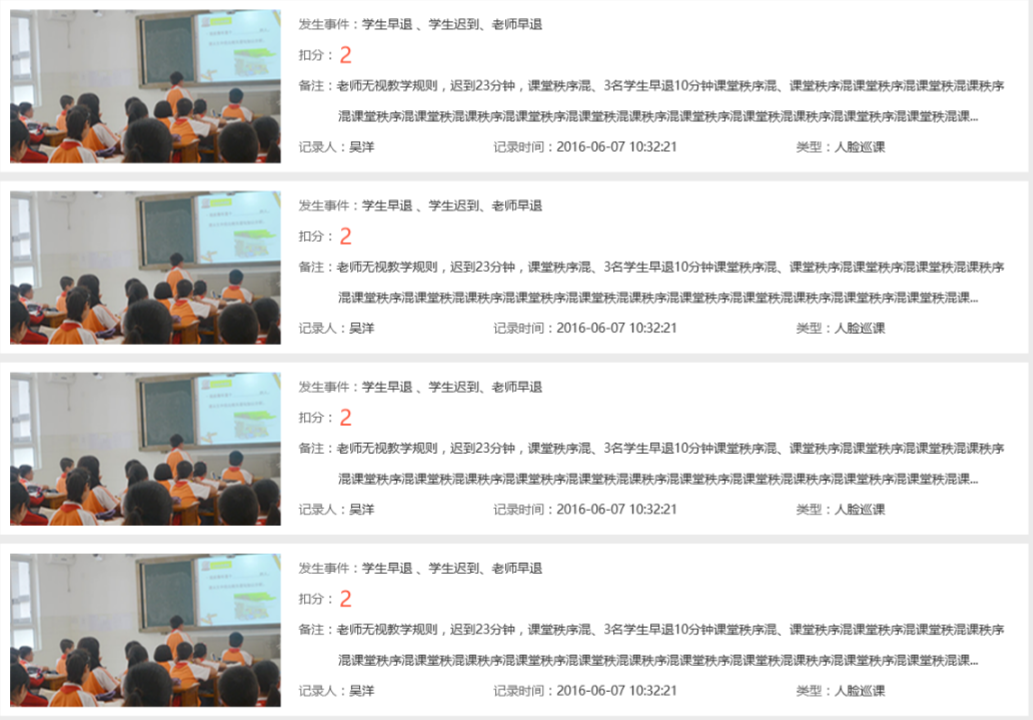 发生事件：学生早退 、学生迟到、老师早退
扣分： 2
备注：老师无视教学规则，迟到23分钟，课堂秩序混、3名学生早退10分钟课堂秩序混、课堂秩序混课堂秩序混课堂秩混课秩序
混课堂秩序混课堂秩混课秩序混课堂秩序混课堂秩序混课堂秩序混课堂秩混课秩序混课堂秩序混课堂秩混课...
记录人：吴洋 记录时间：2016-06-07 10:32:21 类型：人脸巡课
发生事件：学生早退 、学生迟到、老师早退
扣分： 2
备注：老师无视教学规则，迟到23分钟，课堂秩序混、3名学生早退10分钟课堂秩序混、课堂秩序混课堂秩序混课堂秩混课秩序
混课堂秩序混课堂秩混课秩序混课堂秩序混课堂秩序混课堂秩序混课堂秩混课秩序混课堂秩序混课堂秩混课...
记录人：吴洋 记录时间：2016-06-07 10:32:21 类型：人脸巡课
发生事件：学生早退 、学生迟到、老师早退
扣分： 2
备注：老师无视教学规则，迟到23分钟，课堂秩序混、3名学生早退10分钟课堂秩序混、课堂秩序混课堂秩序混课堂秩混课秩序
混课堂秩序混课堂秩混课秩序混课堂秩序混课堂秩序混课堂秩序混课堂秩混课秩序混课堂秩序混课堂秩混课...
记录人：吴洋 记录时间：2016-06-07 10:32:21 类型：人脸巡课
发生事件：学生早退 、学生迟到、老师早退
扣分： 2
备注：老师无视教学规则，迟到23分钟，课堂秩序混、3名学生早退10分钟课堂秩序混、课堂秩序混课堂秩序混课堂秩混课秩序
混课堂秩序混课堂秩混课秩序混课堂秩序混课堂秩序混课堂秩序混课堂秩混课秩序混课堂秩序混课堂秩混课...
记录人：吴洋 记录时间：2016-06-07 10:32:21 类型：人脸巡课